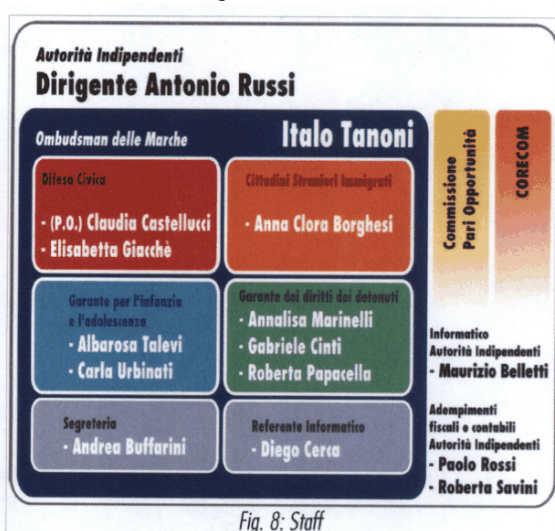 Autorità Indipendenti
Dirigente Antonio Russi
Ombudsman delle Marche
Italo Tanoni
Difesa Civica
- (P.O.) Claudia Castellucci
- Elisabetta Giacchè
Cittadini Stranieri Immigrati
- Anna Clora Borghesi
Garante per l'infanzia
e l'adolescenza
- Albarosa Talevi
- Carla Urbinati
Garante dei diritti dei detenuti
- Annalisa Marinelli
- Gabriele Cinti
- Roberta Papacella
Segreteria
- Andrea Buffarini
Referente Informatico
- Diego Cerca
Commissione
Pari Opportunità
CORECOM
Informatico
Autorità Indipendenti
- Maurizio Belletti
Adempimenti
fiscali e contabili
Autorità Indipendenti
- Paolo Rossi
- Roberta Savini
Fig. 8: Staff